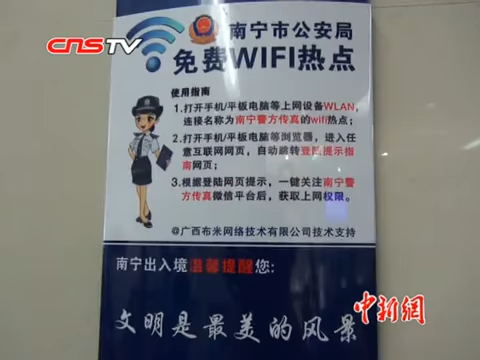 CNSTV
南宁市公安局
免费WIFI热点
使用指南
1.打开手机/平板电脑等上网设备WLAN,
连接名称为南宁警方传真的wifi热点；
2.打开手机/平板电脑等浏览器，进入任
意互联网网页，自动跳转登陆提示指
南网页；
3.根据登陆网页提示，一键关注南宁警
方传真微信平台后，获取上网权限。
@广西布米网络技术有限公司技术支持
南宁出入境温馨提醒您：
文明是最美的风景
中新網